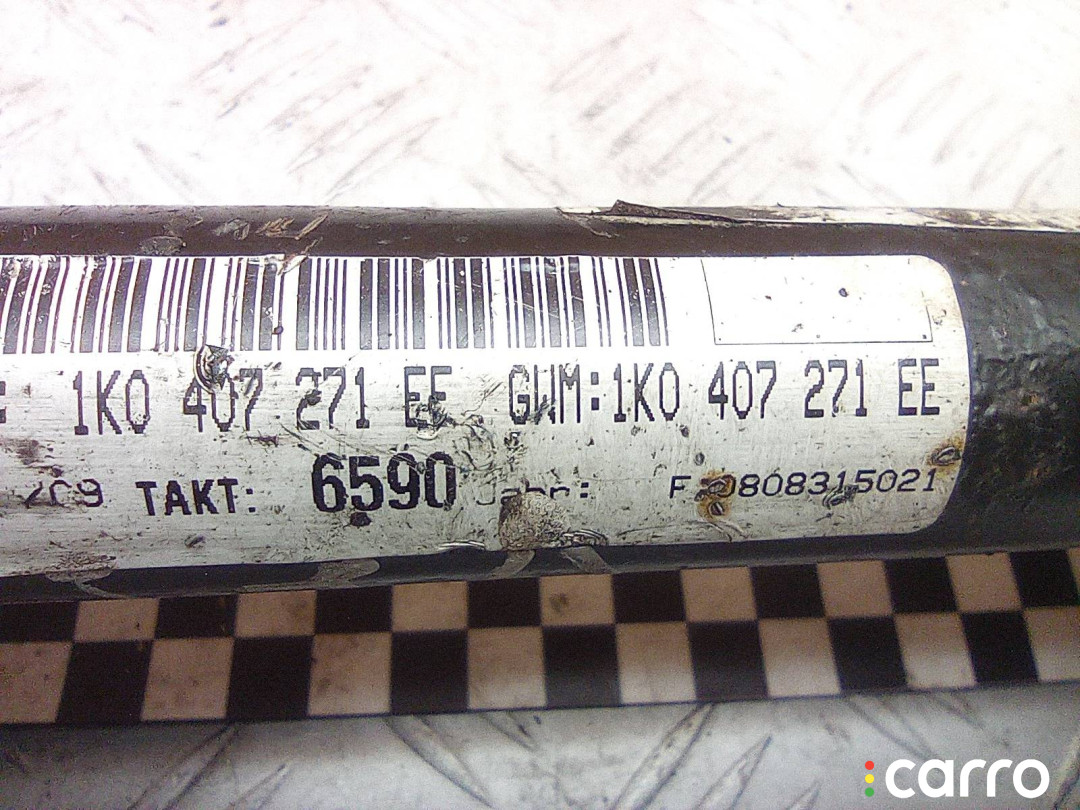 : 1K0 407 271 EE GWM:1K0 407 271 EE
TAKT: 6590 F 0808315021
carro